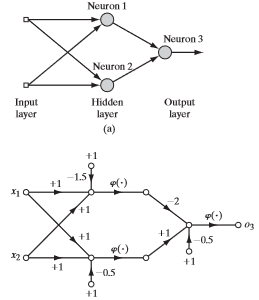 Neuron 1
Neuron 2
Neuron 3
Input layer
Hidden layer
Output layer
(a)
+1
−1.5
φ(·)
x1
+1
+1
−2
φ(·)
o3
+1
φ(·)
+1
−0.5
x2
+1
−0.5
+1
+1